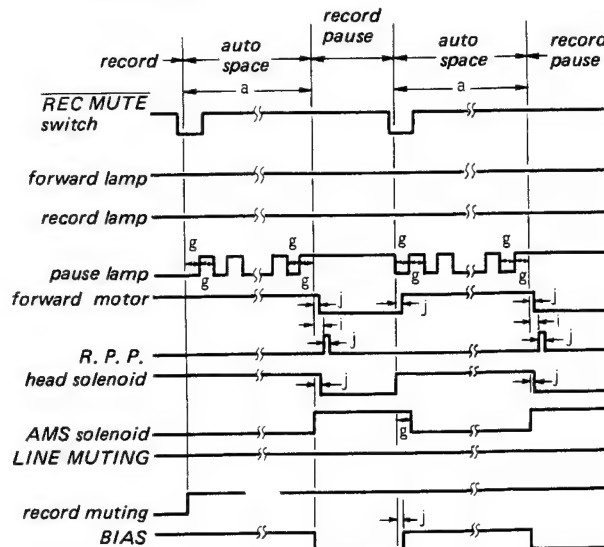 record
auto space
record pause
auto space
record pause
a
a
REC MUTE switch
forward lamp
record lamp
g
g
g
g
pause lamp
g
g
g
g
forward motor
j
j
j
i
i
R. P. P.
j
j
head solenoid
j
j
AMS solenoid
g
LINE MUTING
record muting
j
BIAS